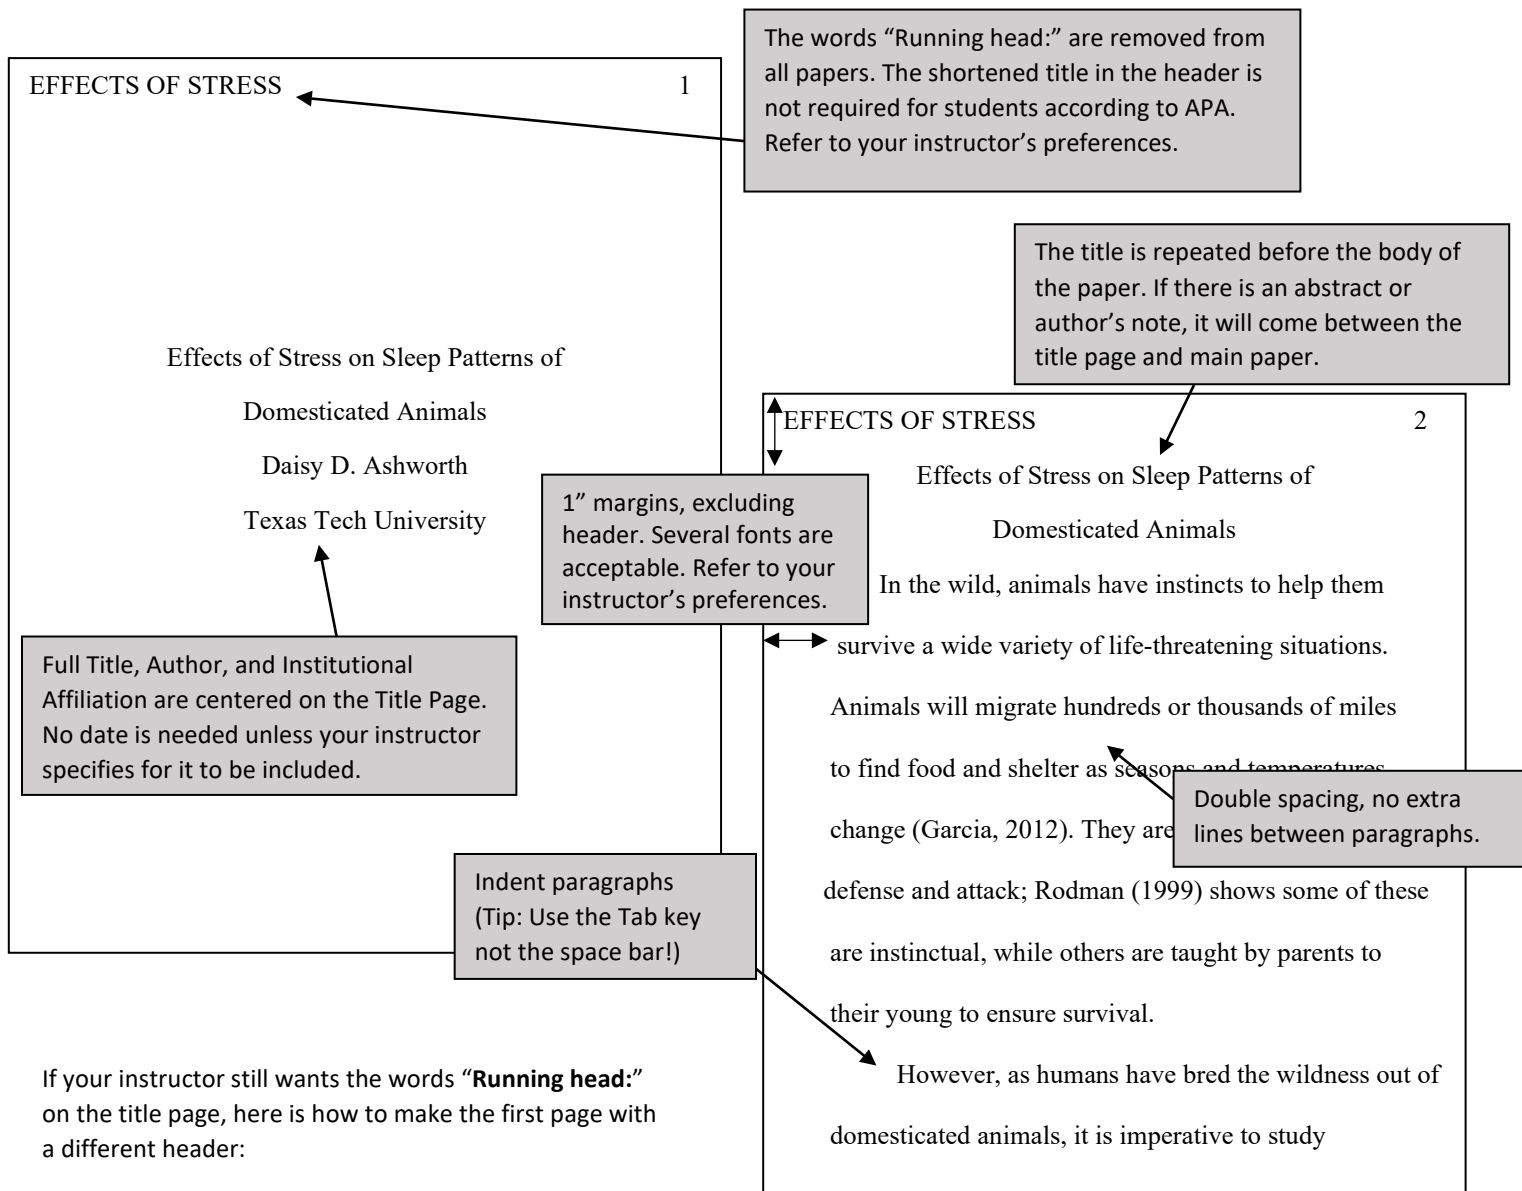 The words “Running head:” are removed from
all papers. The shortened title in the header is
not required for students according to APA.
Refer to your instructor’s preferences.
EFFECTS OF STRESS 1
Effects of Stress on Sleep Patterns of
Domesticated Animals
Daisy D. Ashworth
Texas Tech University
Full Title, Author, and Institutional
Affiliation are centered on the Title Page.
No date is needed unless your instructor
specifies for it to be included.
The title is repeated before the body of
the paper. If there is an abstract or
author’s note, it will come between the
title page and main paper.
1” margins, excluding
header. Several fonts are
acceptable. Refer to your
instructor’s preferences.
EFFECTS OF STRESS 2
Effects of Stress on Sleep Patterns of
Domesticated Animals
In the wild, animals have instincts to help them
survive a wide variety of life-threatening situations.
Animals will migrate hundreds or thousands of miles
to find food and shelter as seasons and temperatures
change (Garcia, 2012). They are
defense and attack; Rodman (1999) shows some of these
are instinctual, while others are taught by parents to
their young to ensure survival.
However, as humans have bred the wildness out of
domesticated animals, it is imperative to study
Double spacing, no extra
lines between paragraphs.
Indent paragraphs
(Tip: Use the Tab key
not the space bar!)
If your instructor still wants the words “Running head:”
on the title page, here is how to make the first page with
a different header: